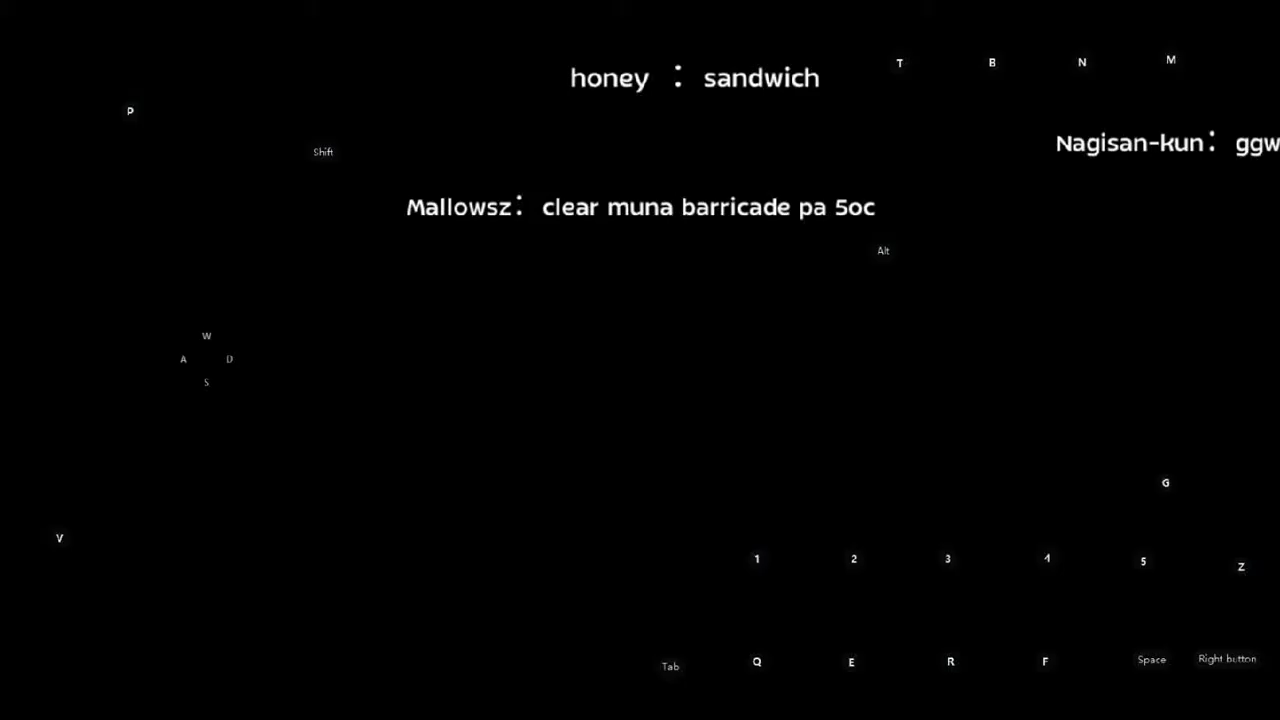 honey : sandwich
T B N M
P
Nagisan-kun: ggw
Shift
Mallowsz: clear muna barricade pa 5oc
Alt
W
A D
S
G
V
1 2 3 4 5 Z
Tab Q E R F Space Right button